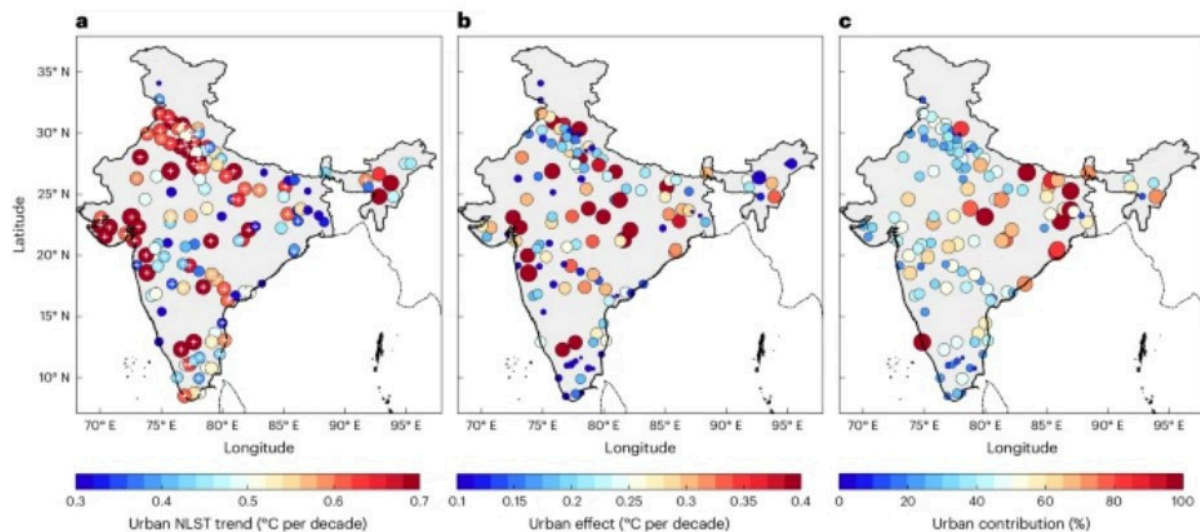 a
b
c
Latitude
35° N
30° N
25° N
20° N
15° N
10° N
70° E 75° E 80° E 85° E 90° E 95° E
70° E 75° E 80° E 85° E 90° E 95° E
70° E 75° E 80° E 85° E 90° E 95° E
Longitude
Longitude
Longitude
0.3 0.4 0.5 0.6 0.7
0.1 0.15 0.2 0.25 0.3 0.35 0.4
0 20 40 60 80 100
Urban NLST trend (°C per decade)
Urban effect (°C per decade)
Urban contribution (%)